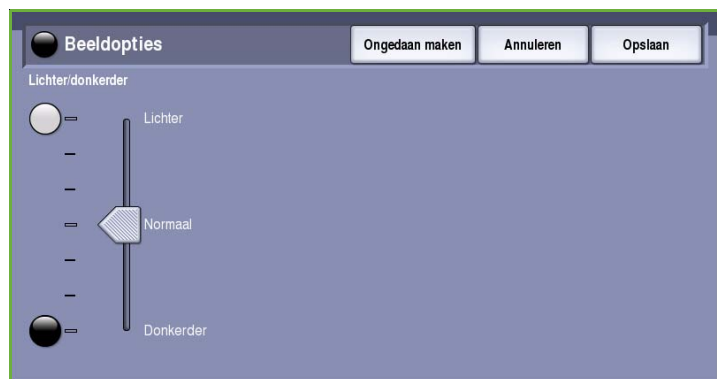 Beeldopties
Ongedaan maken
Annuleren
Opslaan
Lichter/donkerder
Lichter
Normaal
Donkerder